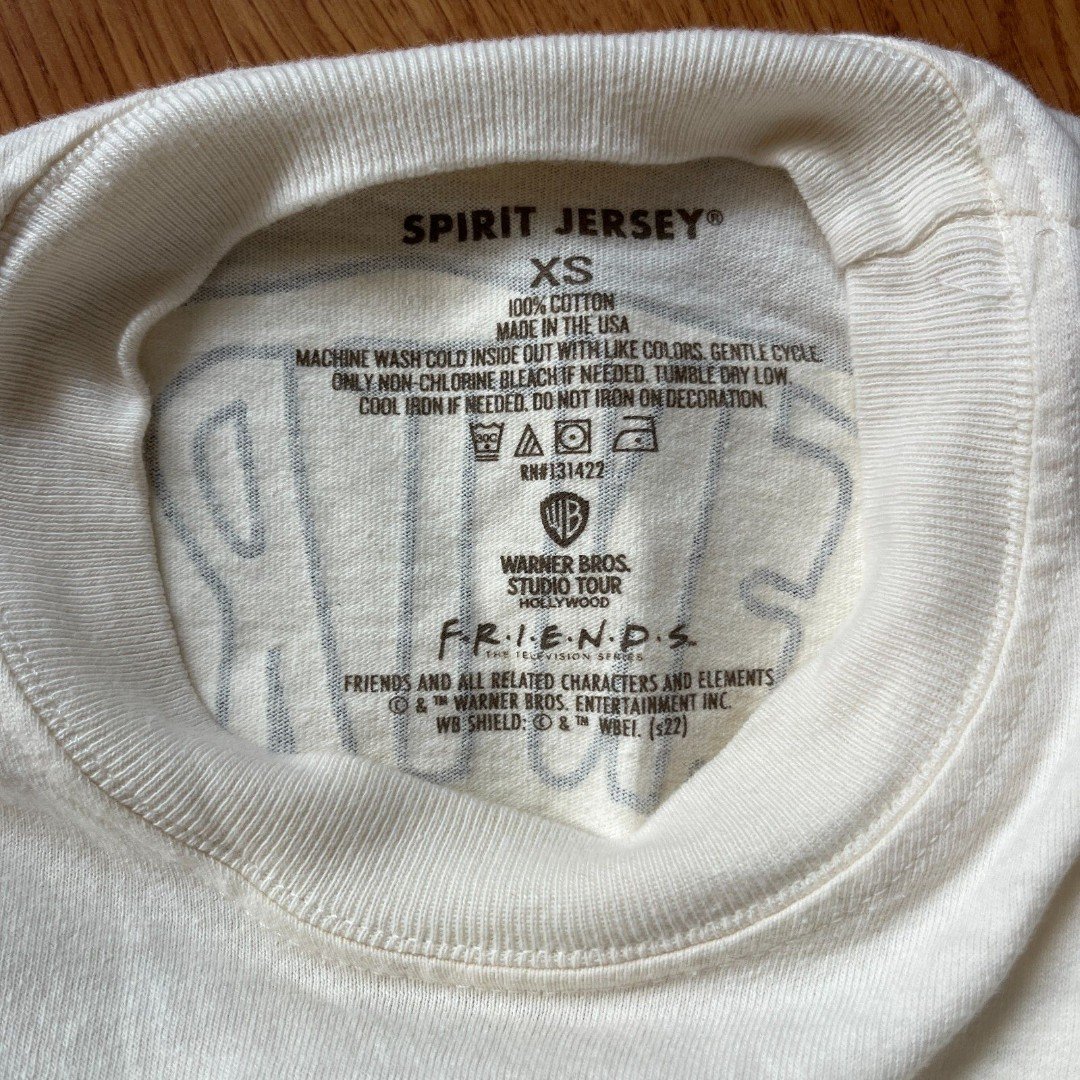 SPIRIT JERSEY®
XS
100% COTTON
MADE IN THE USA
MACHINE WASH COLD INSIDE OUT WITH LIKE COLORS. GENTLE CYCLE.
ONLY NON-CHLORINE BLEACH IF NEEDED. TUMBLE DRY LOW.
COOL IRON IF NEEDED. DO NOT IRON ON DECORATION.
RN#131422
WB
WARNER BROS.
STUDIO TOUR
HOLLYWOOD
F·R·I·E·N·D·S
THE TELEVISION SERIES
FRIENDS AND ALL RELATED CHARACTERS AND ELEMENTS
© & ™ WARNER BROS. ENTERTAINMENT INC.
WB SHIELD: © & ™ WBEI. (s22)